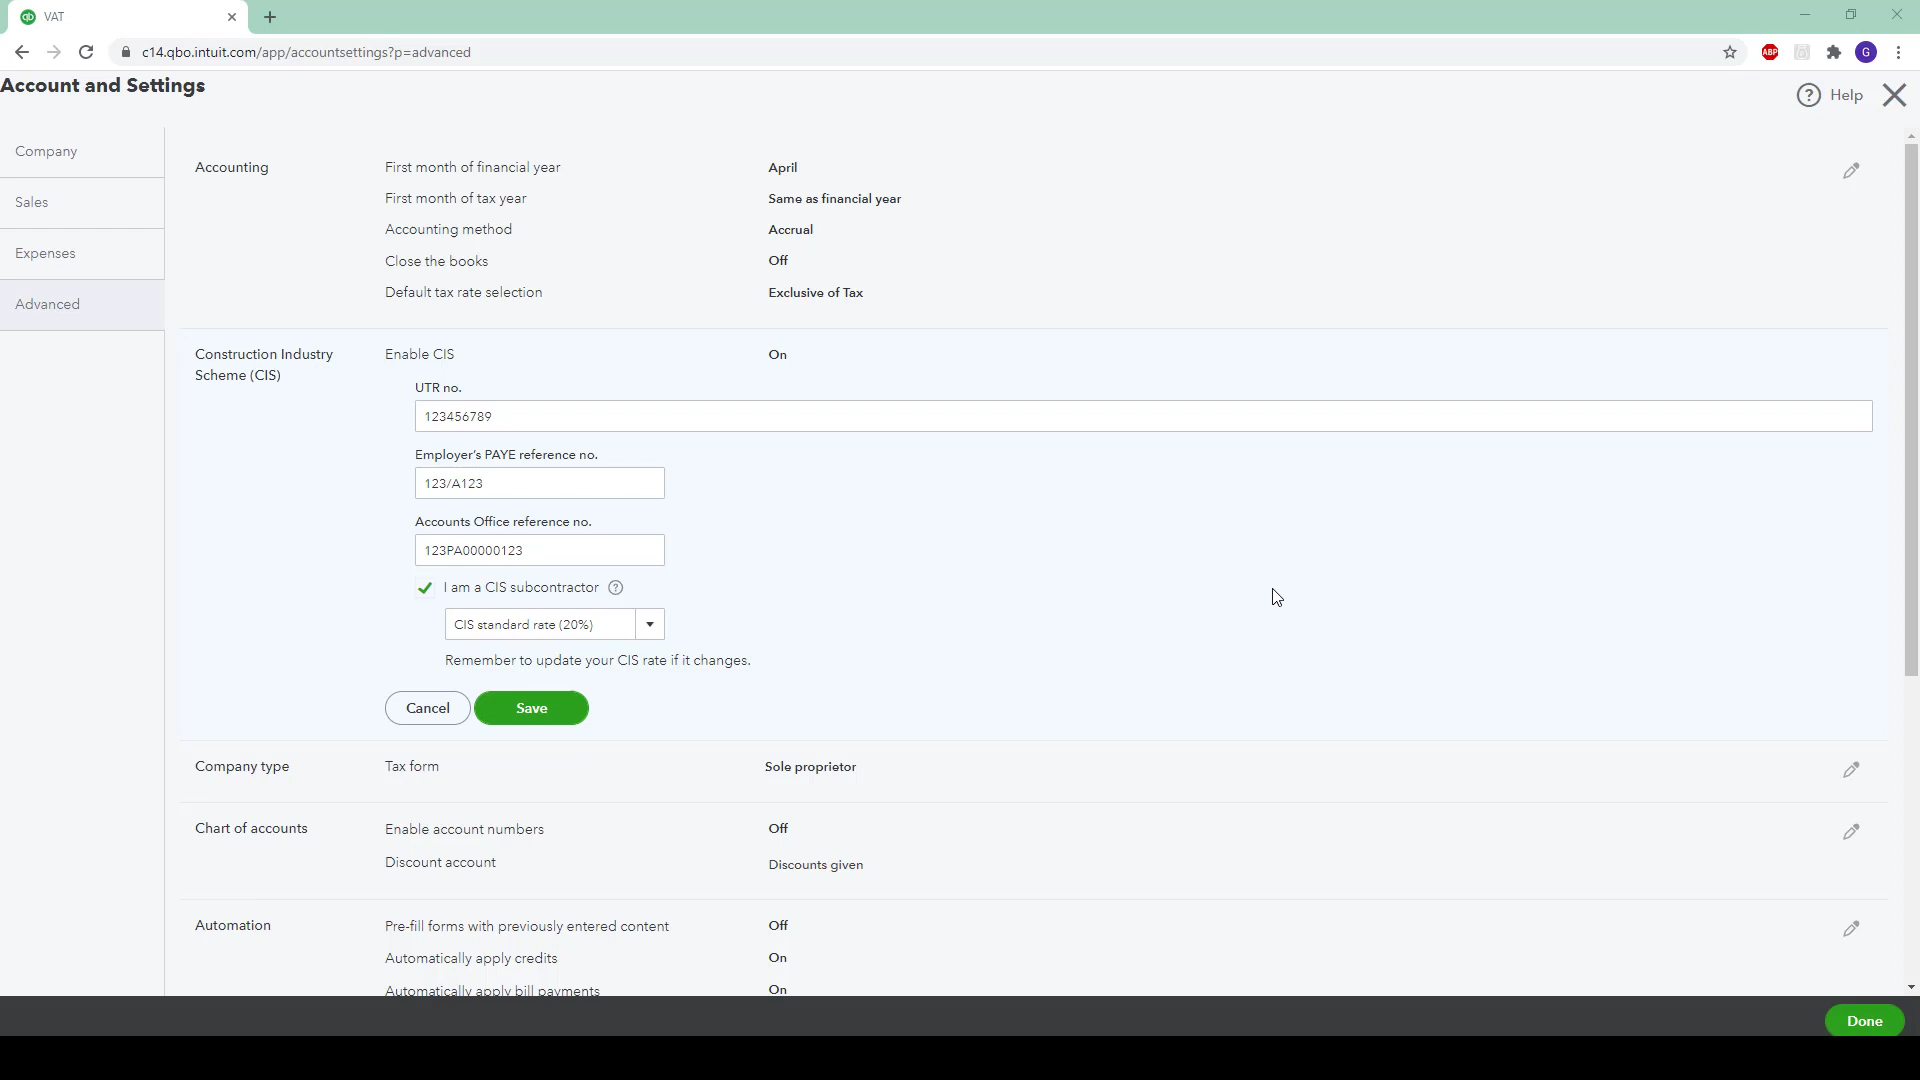 VAT
c14.qbo.intuit.com/app/accountsettings?p=advanced
ABP
G
Account and Settings
Help
Company
Sales
Expenses
Advanced
Accounting
First month of financial year
April
First month of tax year
Same as financial year
Accounting method
Accrual
Close the books
Off
Default tax rate selection
Exclusive of Tax
Construction Industry
Scheme (CIS)
Enable CIS
On
UTR no.
123456789
Employer's PAYE reference no.
123/A123
Accounts Office reference no.
123PA00000123
I am a CIS subcontractor
CIS standard rate (20%)
Remember to update your CIS rate if it changes.
Cancel
Save
Company type
Tax form
Sole proprietor
Chart of accounts
Enable account numbers
Off
Discount account
Discounts given
Automation
Pre-fill forms with previously entered content
Off
Automatically apply credits
On
Automatically apply bill payments
On
Done